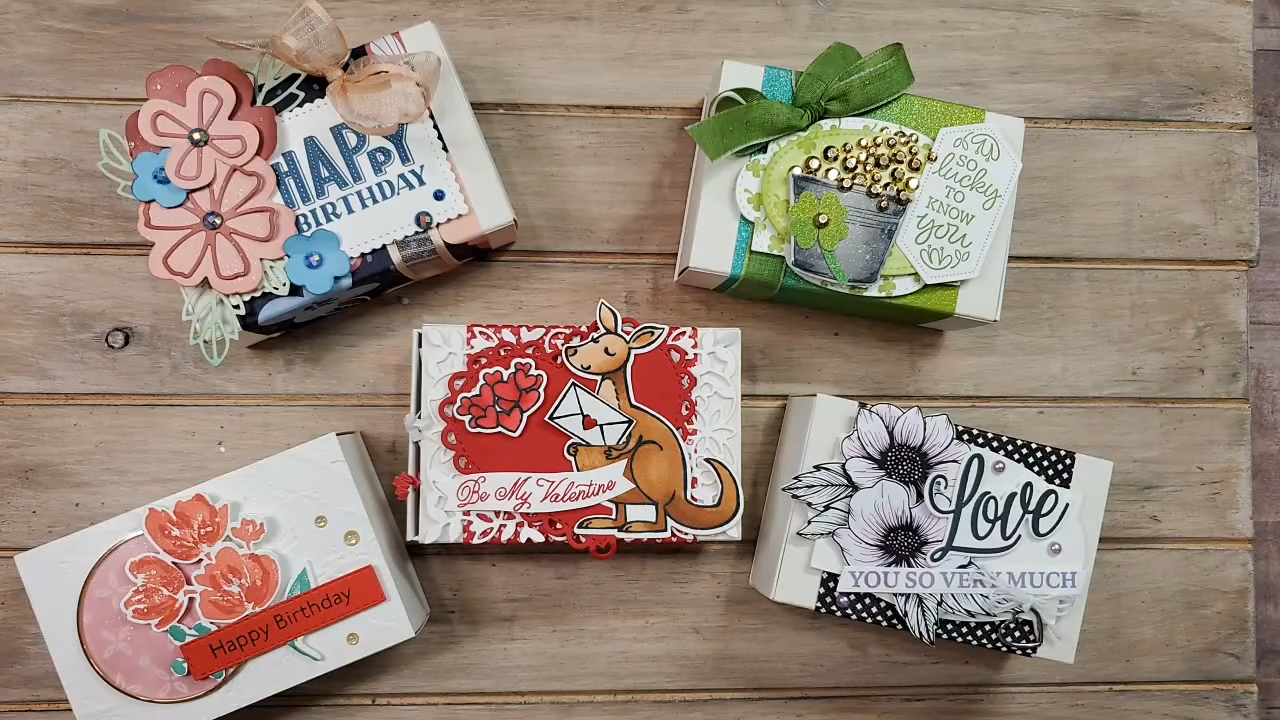 HAPPY
BIRTHDAY
SO
lucky
TO
KNOW
you
Be My Valentine
Happy Birthday
Love
YOU SO VERY MUCH